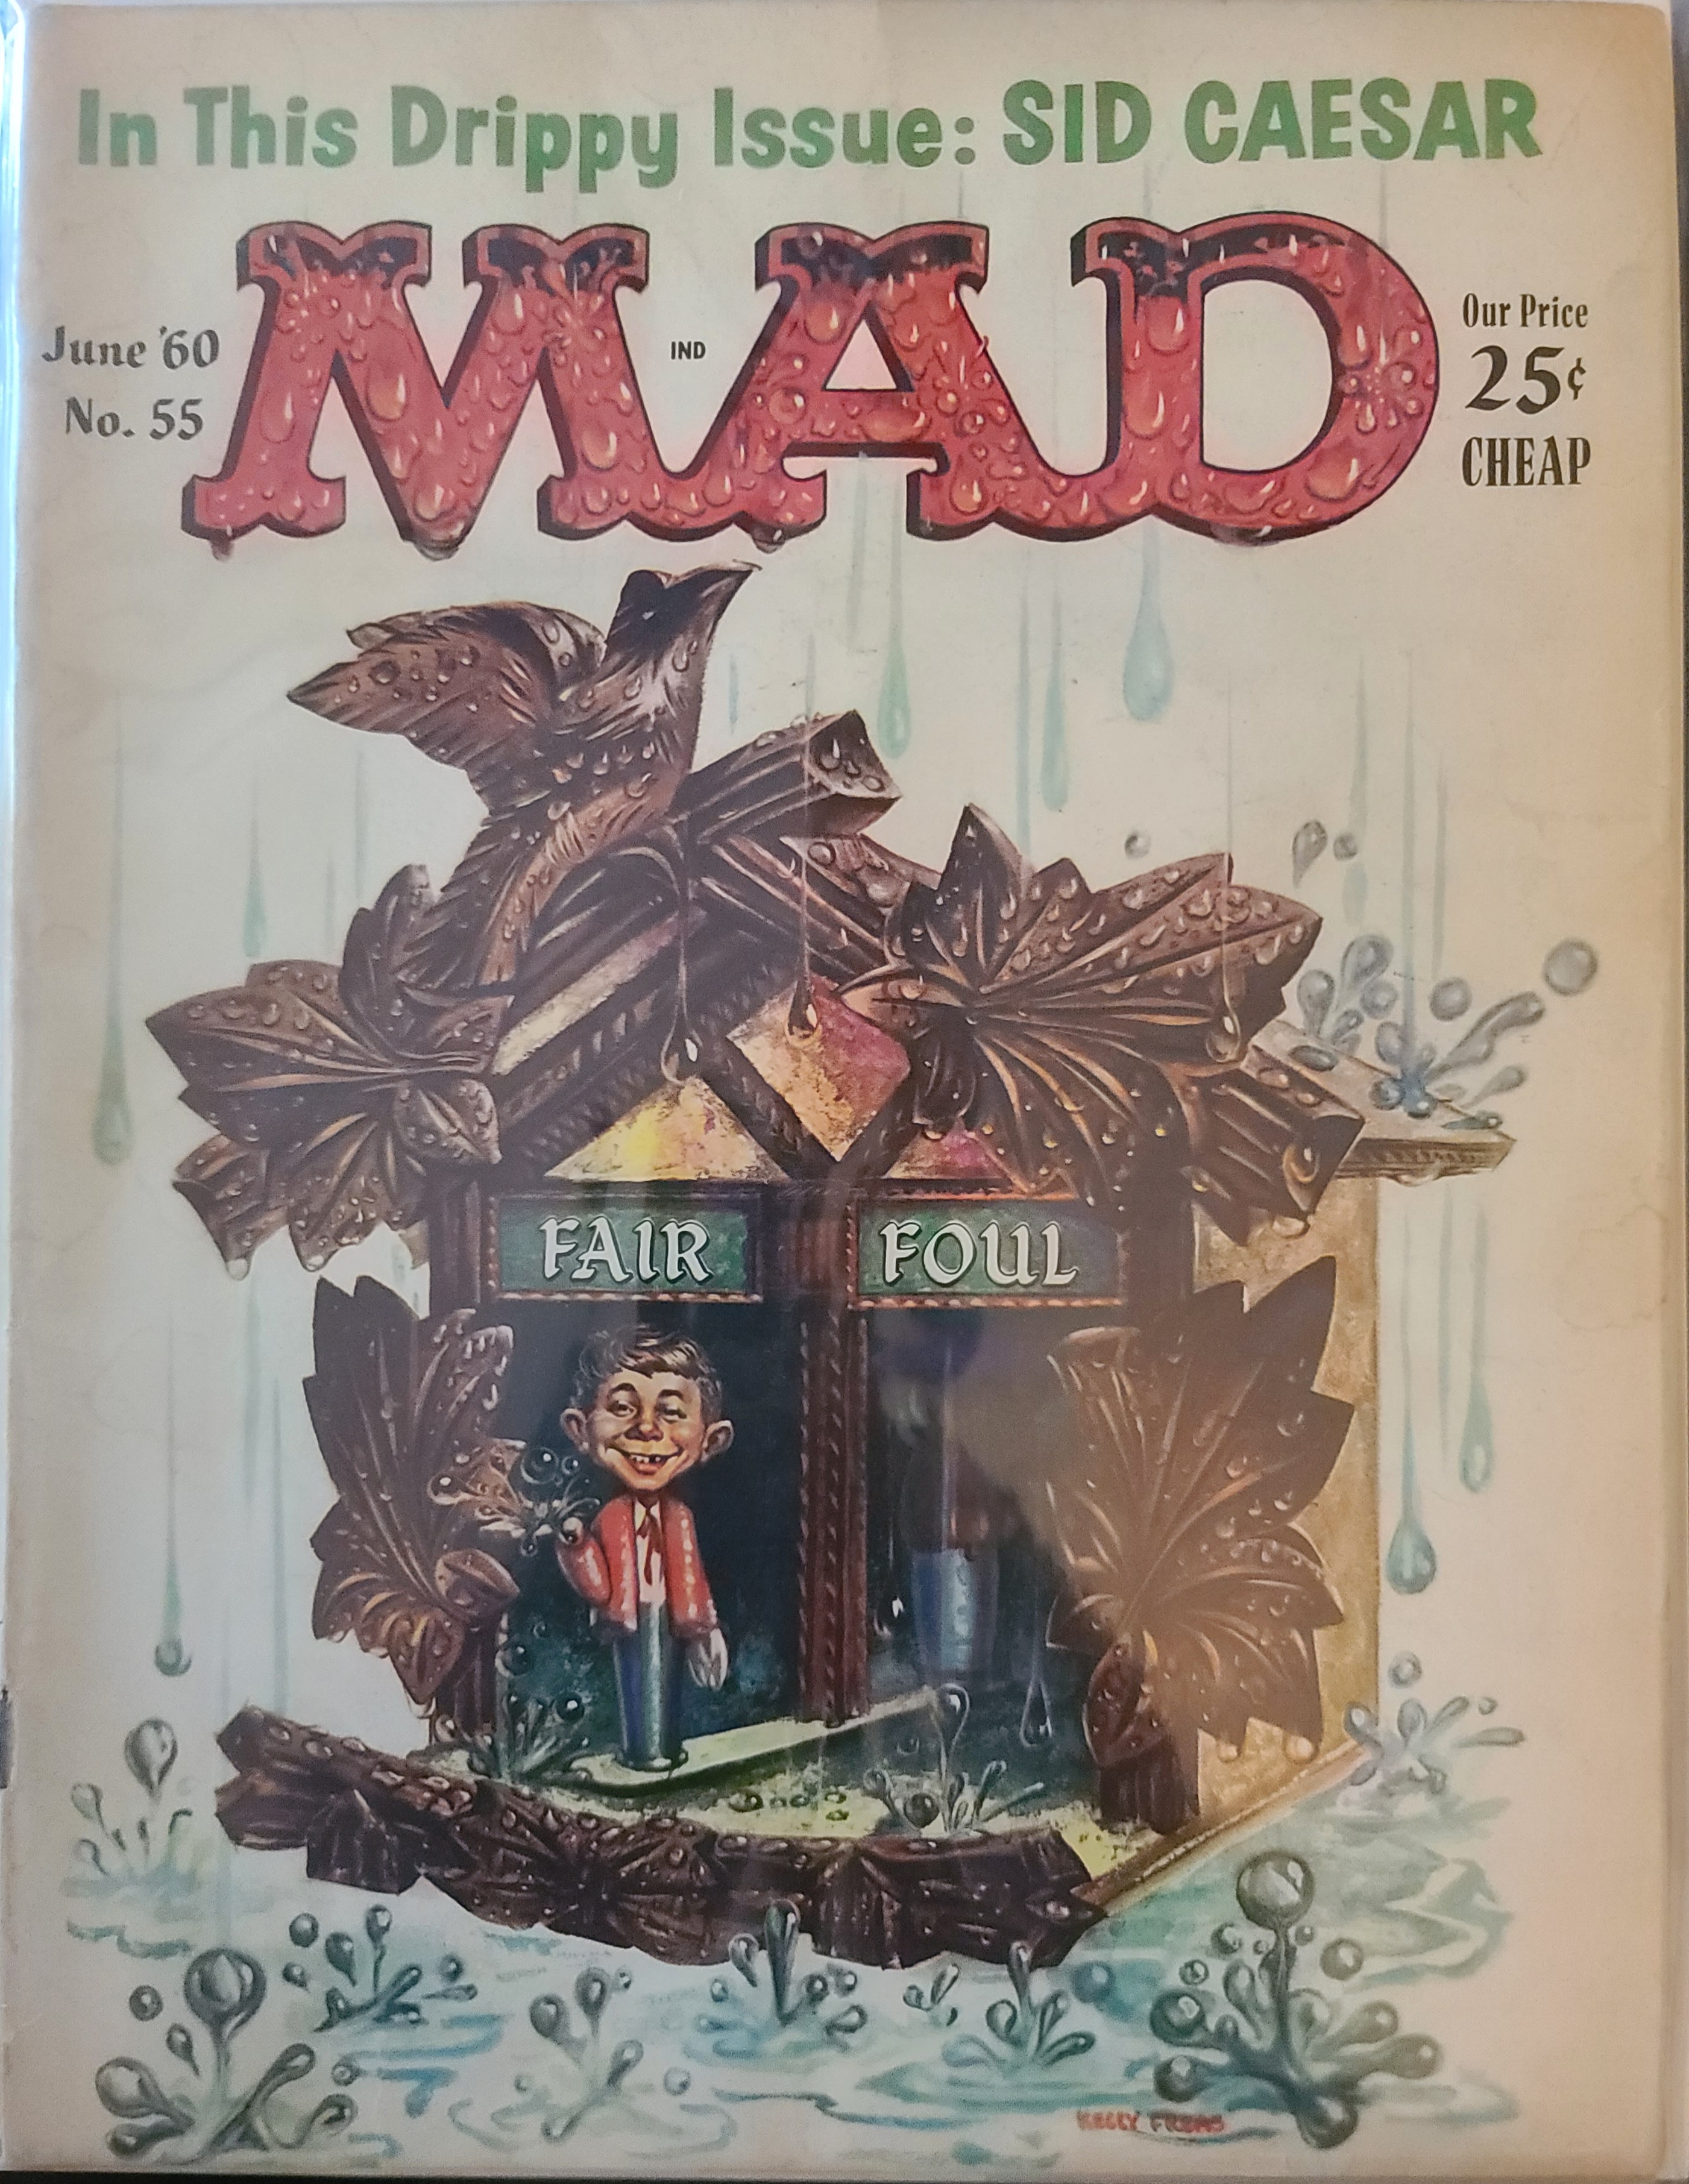 In This Drippy Issue: SID CAESAR
MAD
IND
June '60
No. 55
Our Price
25¢
CHEAP
FAIR
FOUL
KELLY FREAS